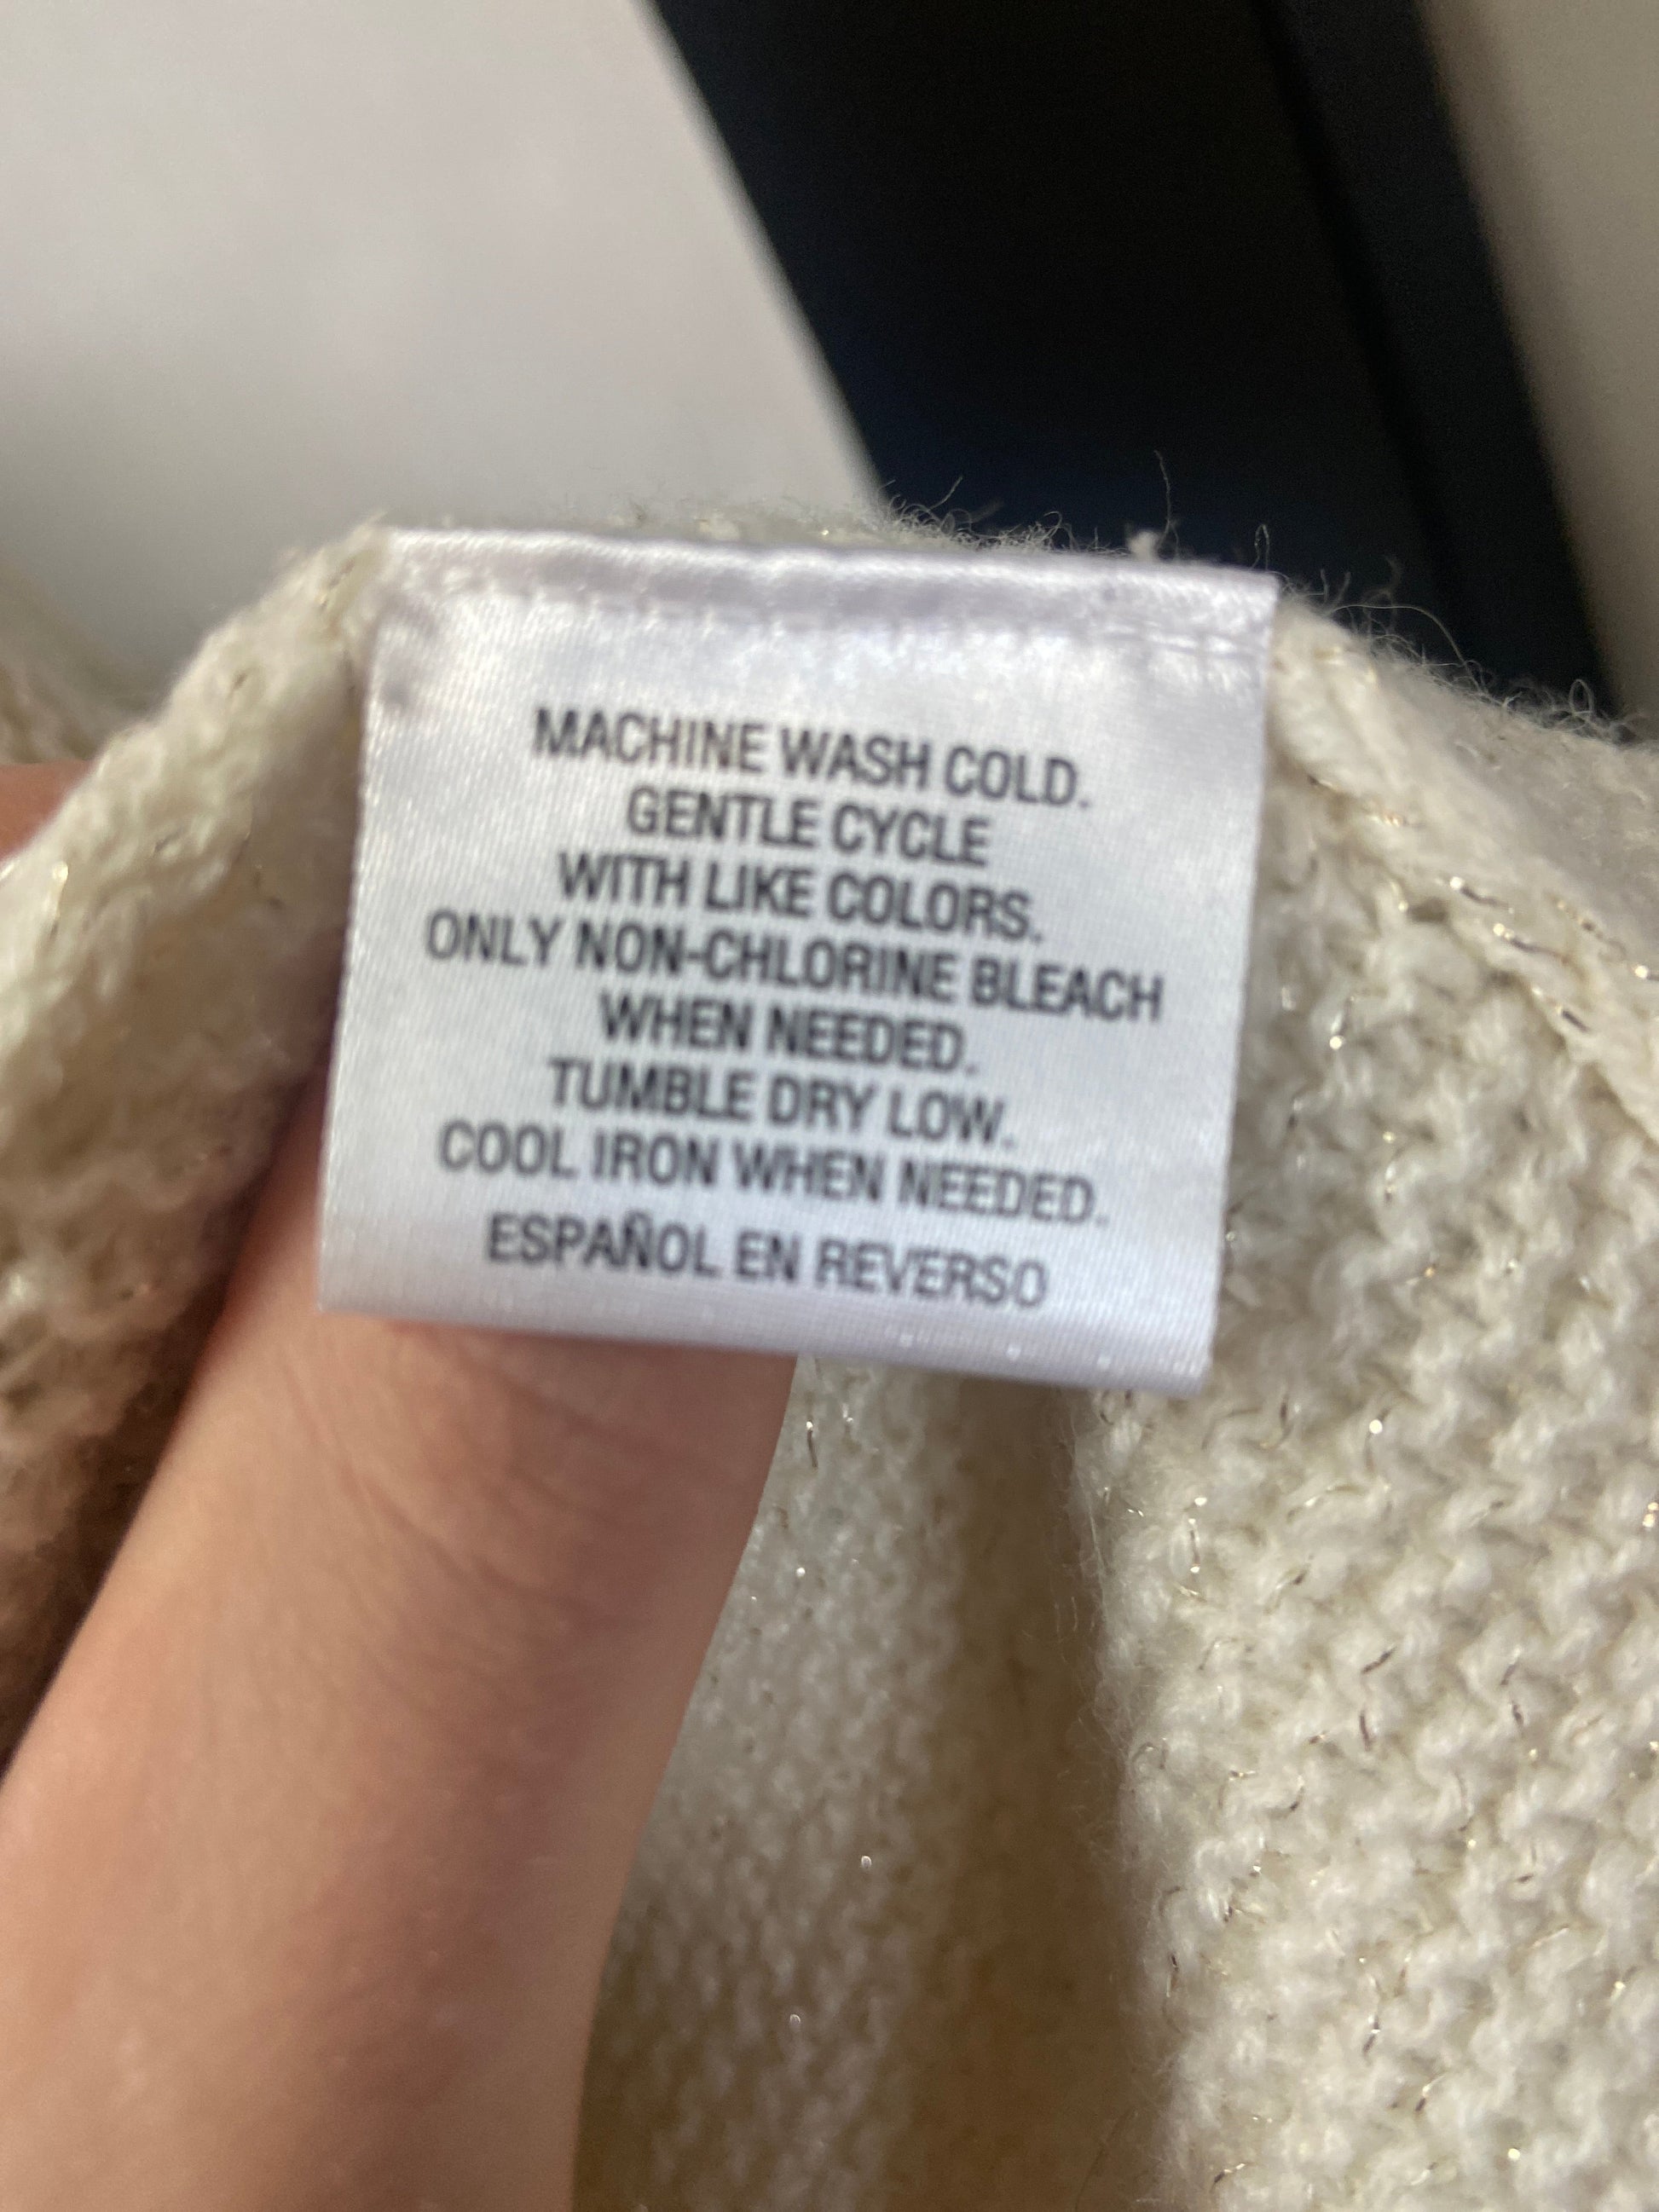 MACHINE WASH COLD.
GENTLE CYCLE
WITH LIKE COLORS.
ONLY NON-CHLORINE BLEACH
WHEN NEEDED.
TUMBLE DRY LOW.
COOL IRON WHEN NEEDED.
ESPAÑOL EN REVERSO